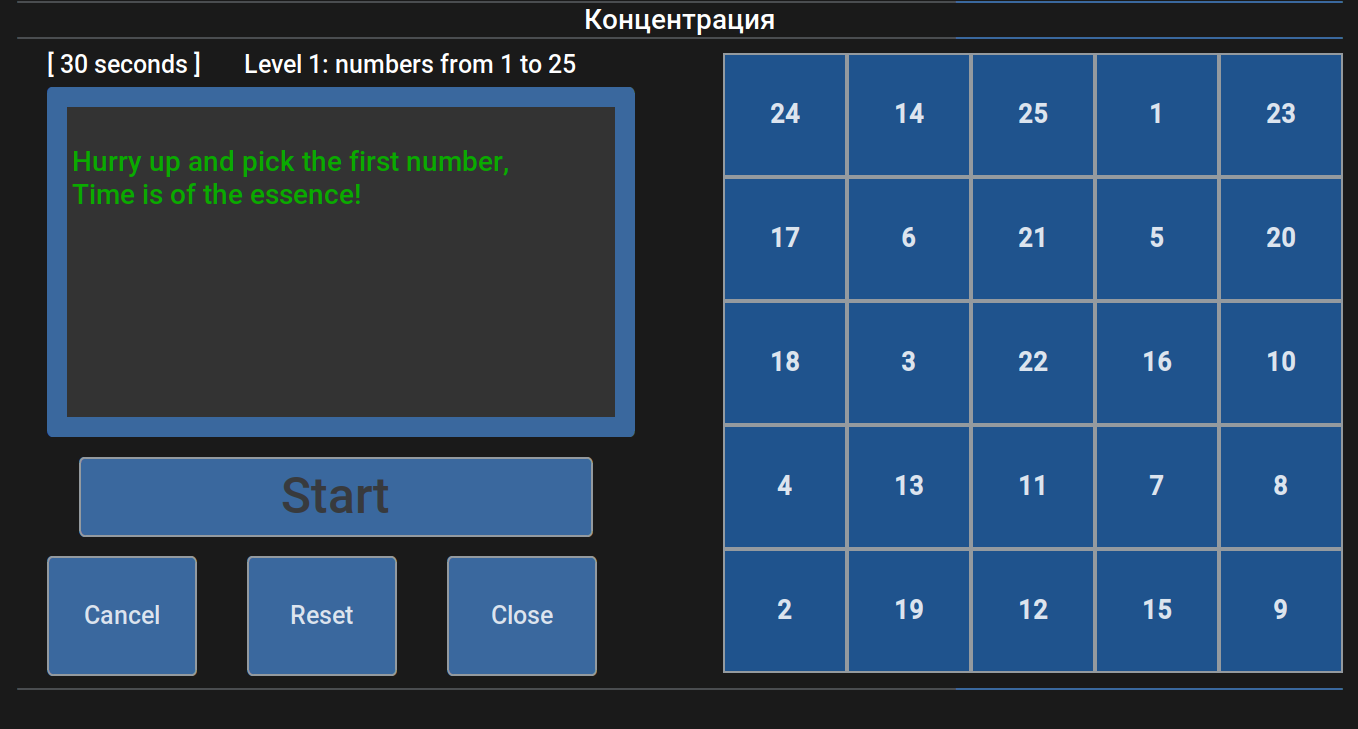 Концентрация
[ 30 seconds ] Level 1: numbers from 1 to 25
Hurry up and pick the first number,
Time is of the essence!
Start
Cancel Reset Close
24 14 25 1 23
17 6 21 5 20
18 3 22 16 10
4 13 11 7 8
2 19 12 15 9